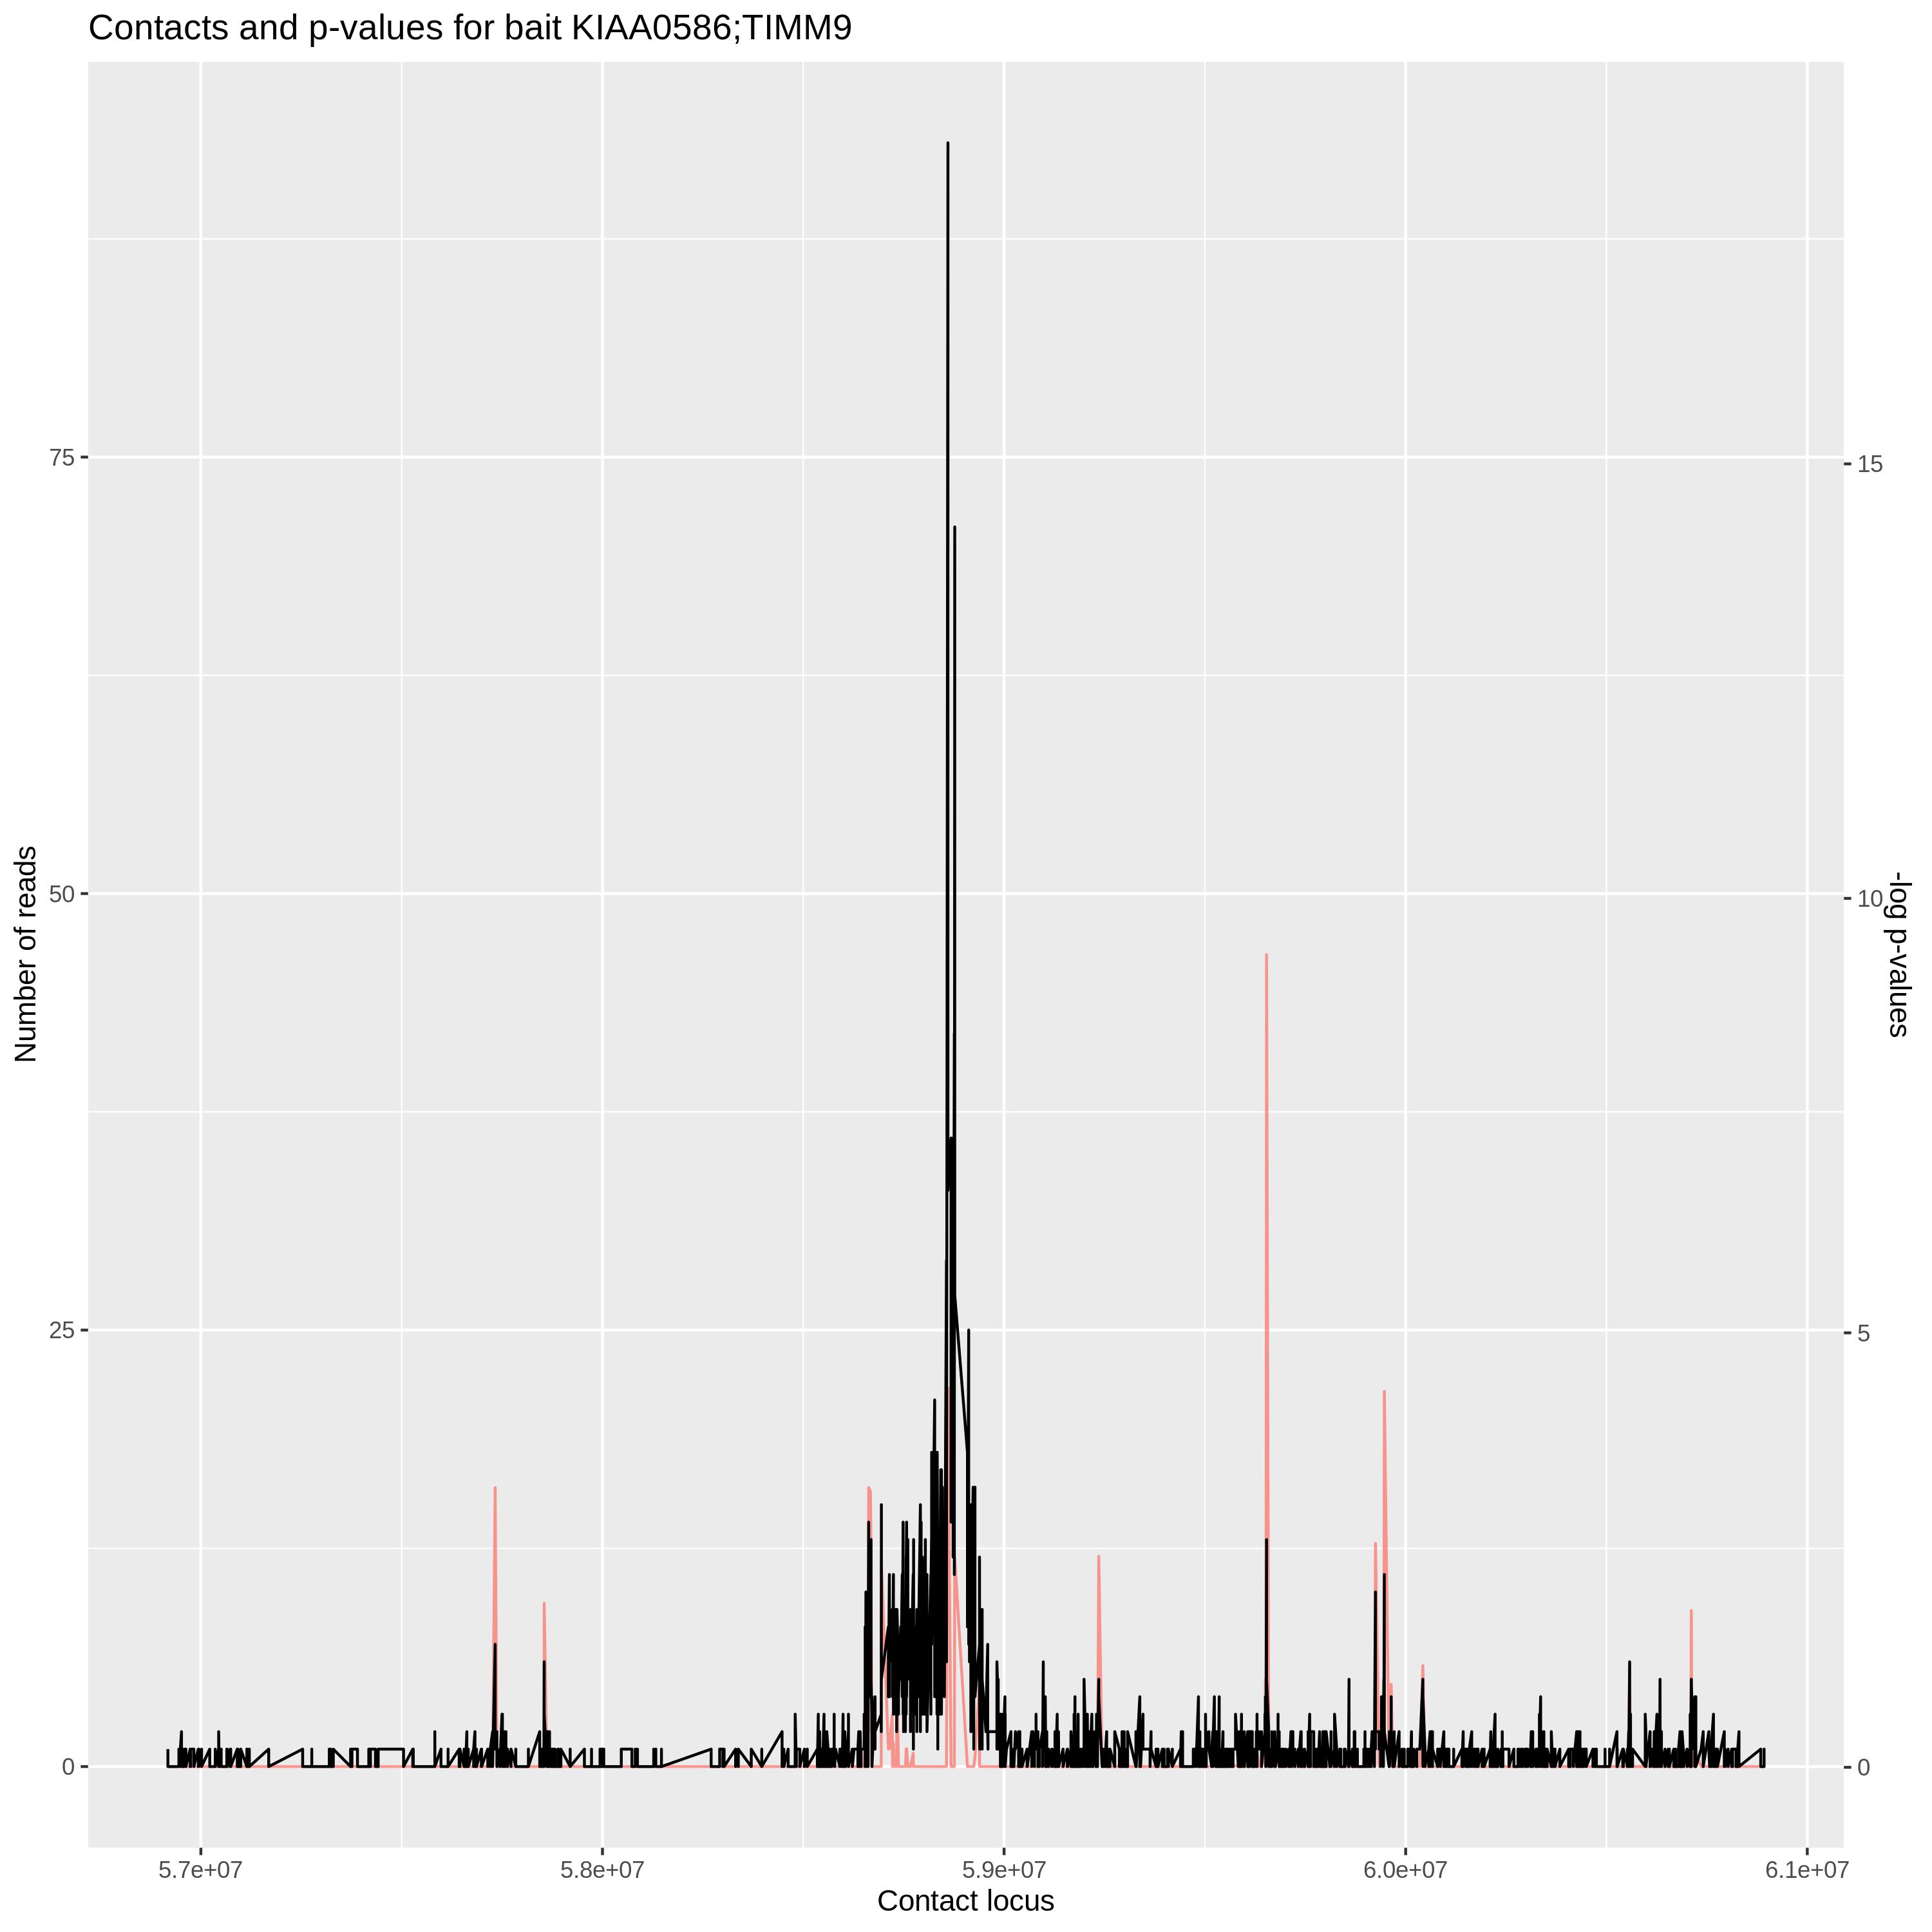 Contacts and p-values for bait KIAA0586;TIMM9
Number of reads
75
50
25
0
15
10
5
0
-log p-values
5.7e+07
5.8e+07
5.9e+07
6.0e+07
6.1e+07
Contact locus